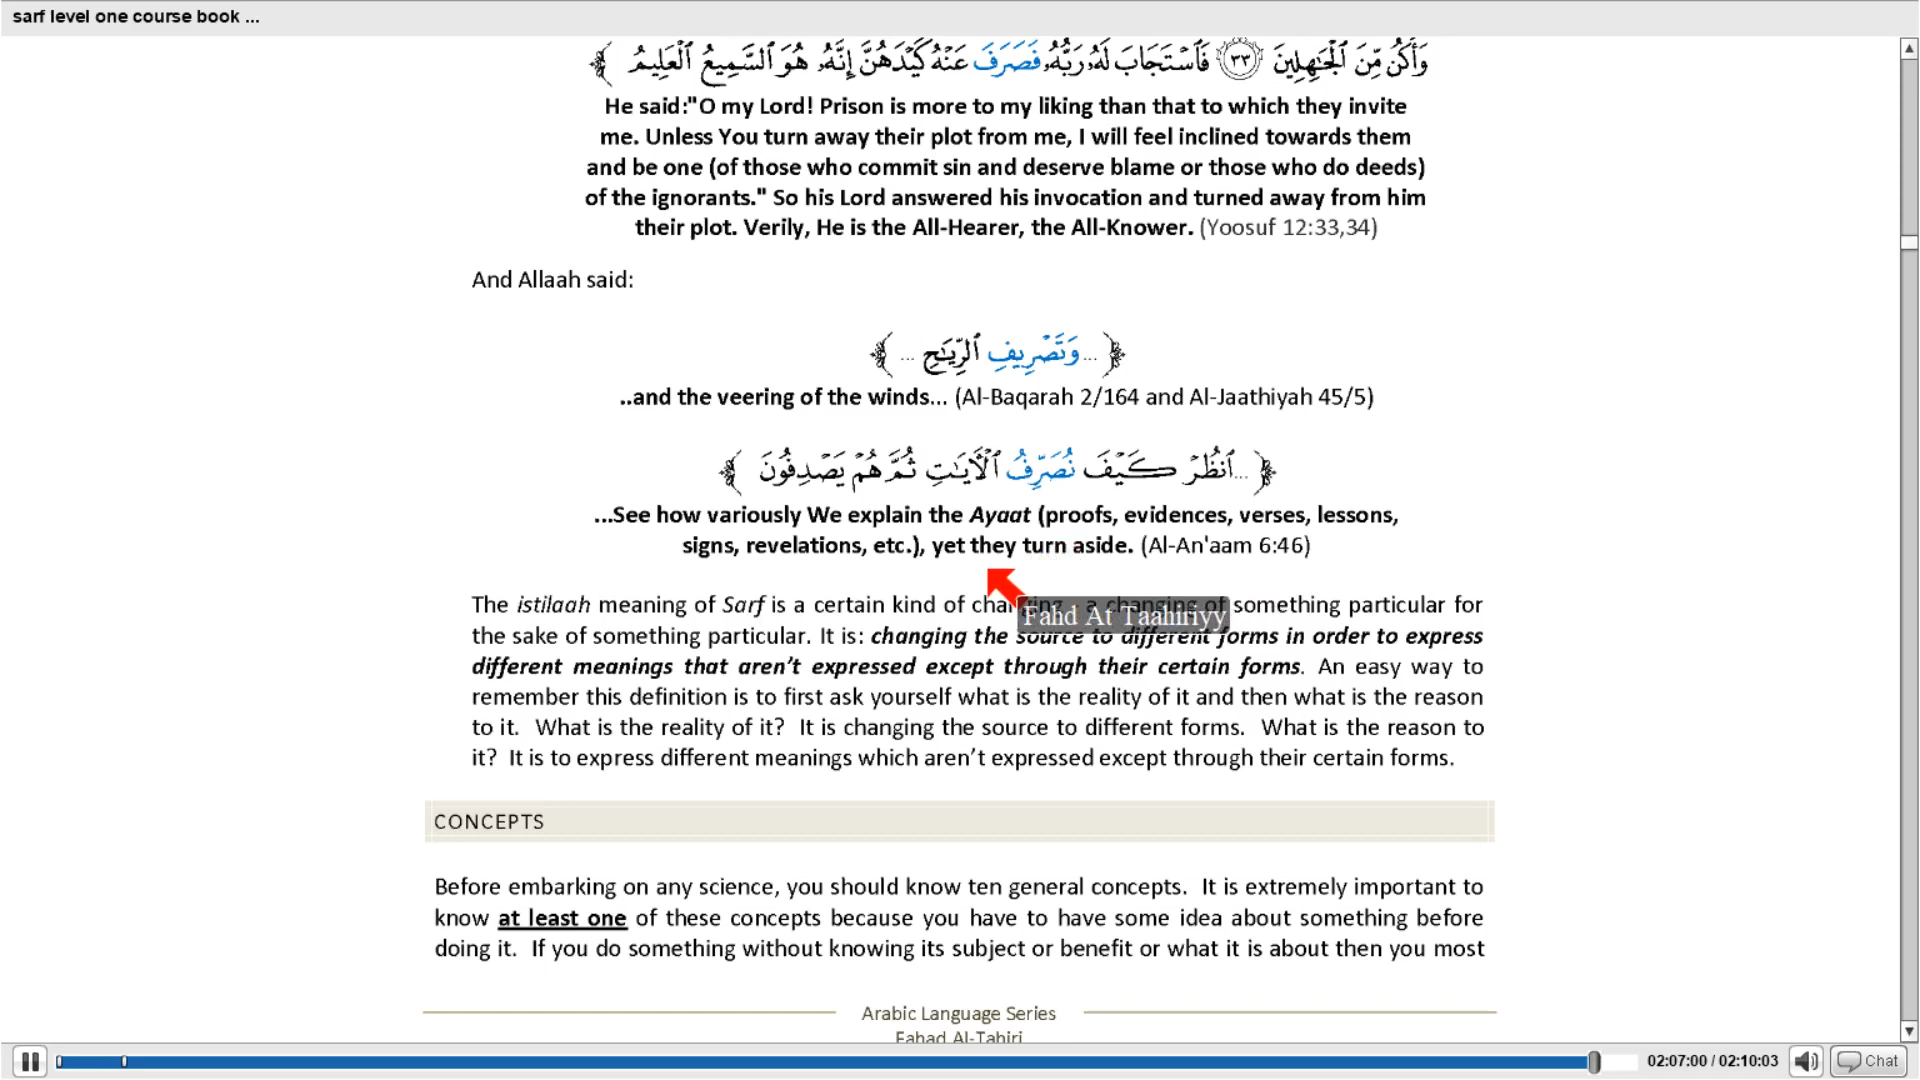 sarf level one course book ...
وَأَكُن مِّنَ ٱلْجَٰهِلِينَ ٣٣ فَٱسْتَجَابَ لَهُۥ رَبُّهُۥ فَصَرَفَ عَنْهُ كَيْدَهُنَّ إِنَّهُۥ هُوَ ٱلسَّمِيعُ ٱلْعَلِيمُ ﴾
He said:"O my Lord! Prison is more to my liking than that to which they invite
me. Unless You turn away their plot from me, I will feel inclined towards them
and be one (of those who commit sin and deserve blame or those who do deeds)
of the ignorants." So his Lord answered his invocation and turned away from him
their plot. Verily, He is the All-Hearer, the All-Knower. (Yoosuf 12:33,34)
And Allaah said:
﴿ ...وَتَصْرِيفِ ٱلرِّيَٰحِ ... ﴾
..and the veering of the winds... (Al-Baqarah 2/164 and Al-Jaathiyah 45/5)
﴿ ...ٱنظُرْ كَيْفَ نُصَرِّفُ ٱلْءَايَٰتِ ثُمَّ هُمْ يَصْدِفُونَ ﴾
...See how variously We explain the Ayaat (proofs, evidences, verses, lessons,
signs, revelations, etc.), yet they turn aside. (Al-An'aam 6:46)
The istilaah meaning of Sarf is a certain kind of changing, a changing of something particular for
Fahd At Taahiriyy
the sake of something particular. It is: changing the source to different forms in order to express
different meanings that aren't expressed except through their certain forms. An easy way to
remember this definition is to first ask yourself what is the reality of it and then what is the reason
to it. What is the reality of it? It is changing the source to different forms. What is the reason to
it? It is to express different meanings which aren't expressed except through their certain forms.
CONCEPTS
Before embarking on any science, you should know ten general concepts. It is extremely important to
know at least one of these concepts because you have to have some idea about something before
doing it. If you do something without knowing its subject or benefit or what it is about then you most
Arabic Language Series
Fahad Al-Tahiri
02:07:00 / 02:10:03
Chat